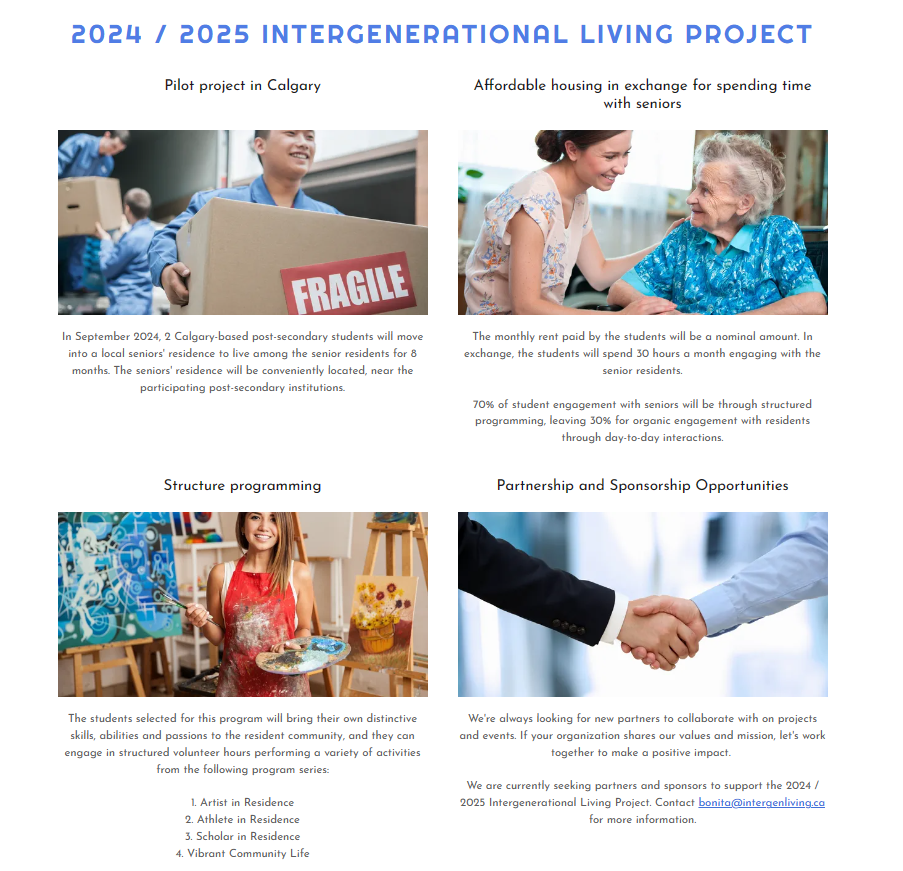 2024 / 2025 INTERGENERATIONAL LIVING PROJECT
Pilot project in Calgary
FRAGILE
In September 2024, 2 Calgary-based post-secondary students will move
into a local seniors' residence to live among the senior residents for 8
months. The seniors' residence will be conveniently located, near the
participating post-secondary institutions.
Affordable housing in exchange for spending time
with seniors
The monthly rent paid by the students will be a nominal amount. In
exchange, the students will spend 30 hours a month engaging with the
senior residents.
70% of student engagement with seniors will be through structured
programming, leaving 30% for organic engagement with residents
through day-to-day interactions.
Structure programming
The students selected for this program will bring their own distinctive
skills, abilities and passions to the resident community, and they can
engage in structured volunteer hours performing a variety of activities
from the following program series:
1. Artist in Residence
2. Athlete in Residence
3. Scholar in Residence
4. Vibrant Community Life
Partnership and Sponsorship Opportunities
We're always looking for new partners to collaborate with on projects
and events. If your organization shares our values and mission, let's work
together to make a positive impact.
We are currently seeking partners and sponsors to support the 2024 /
2025 Intergenerational Living Project. Contact bonita@intergenliving.ca
for more information.